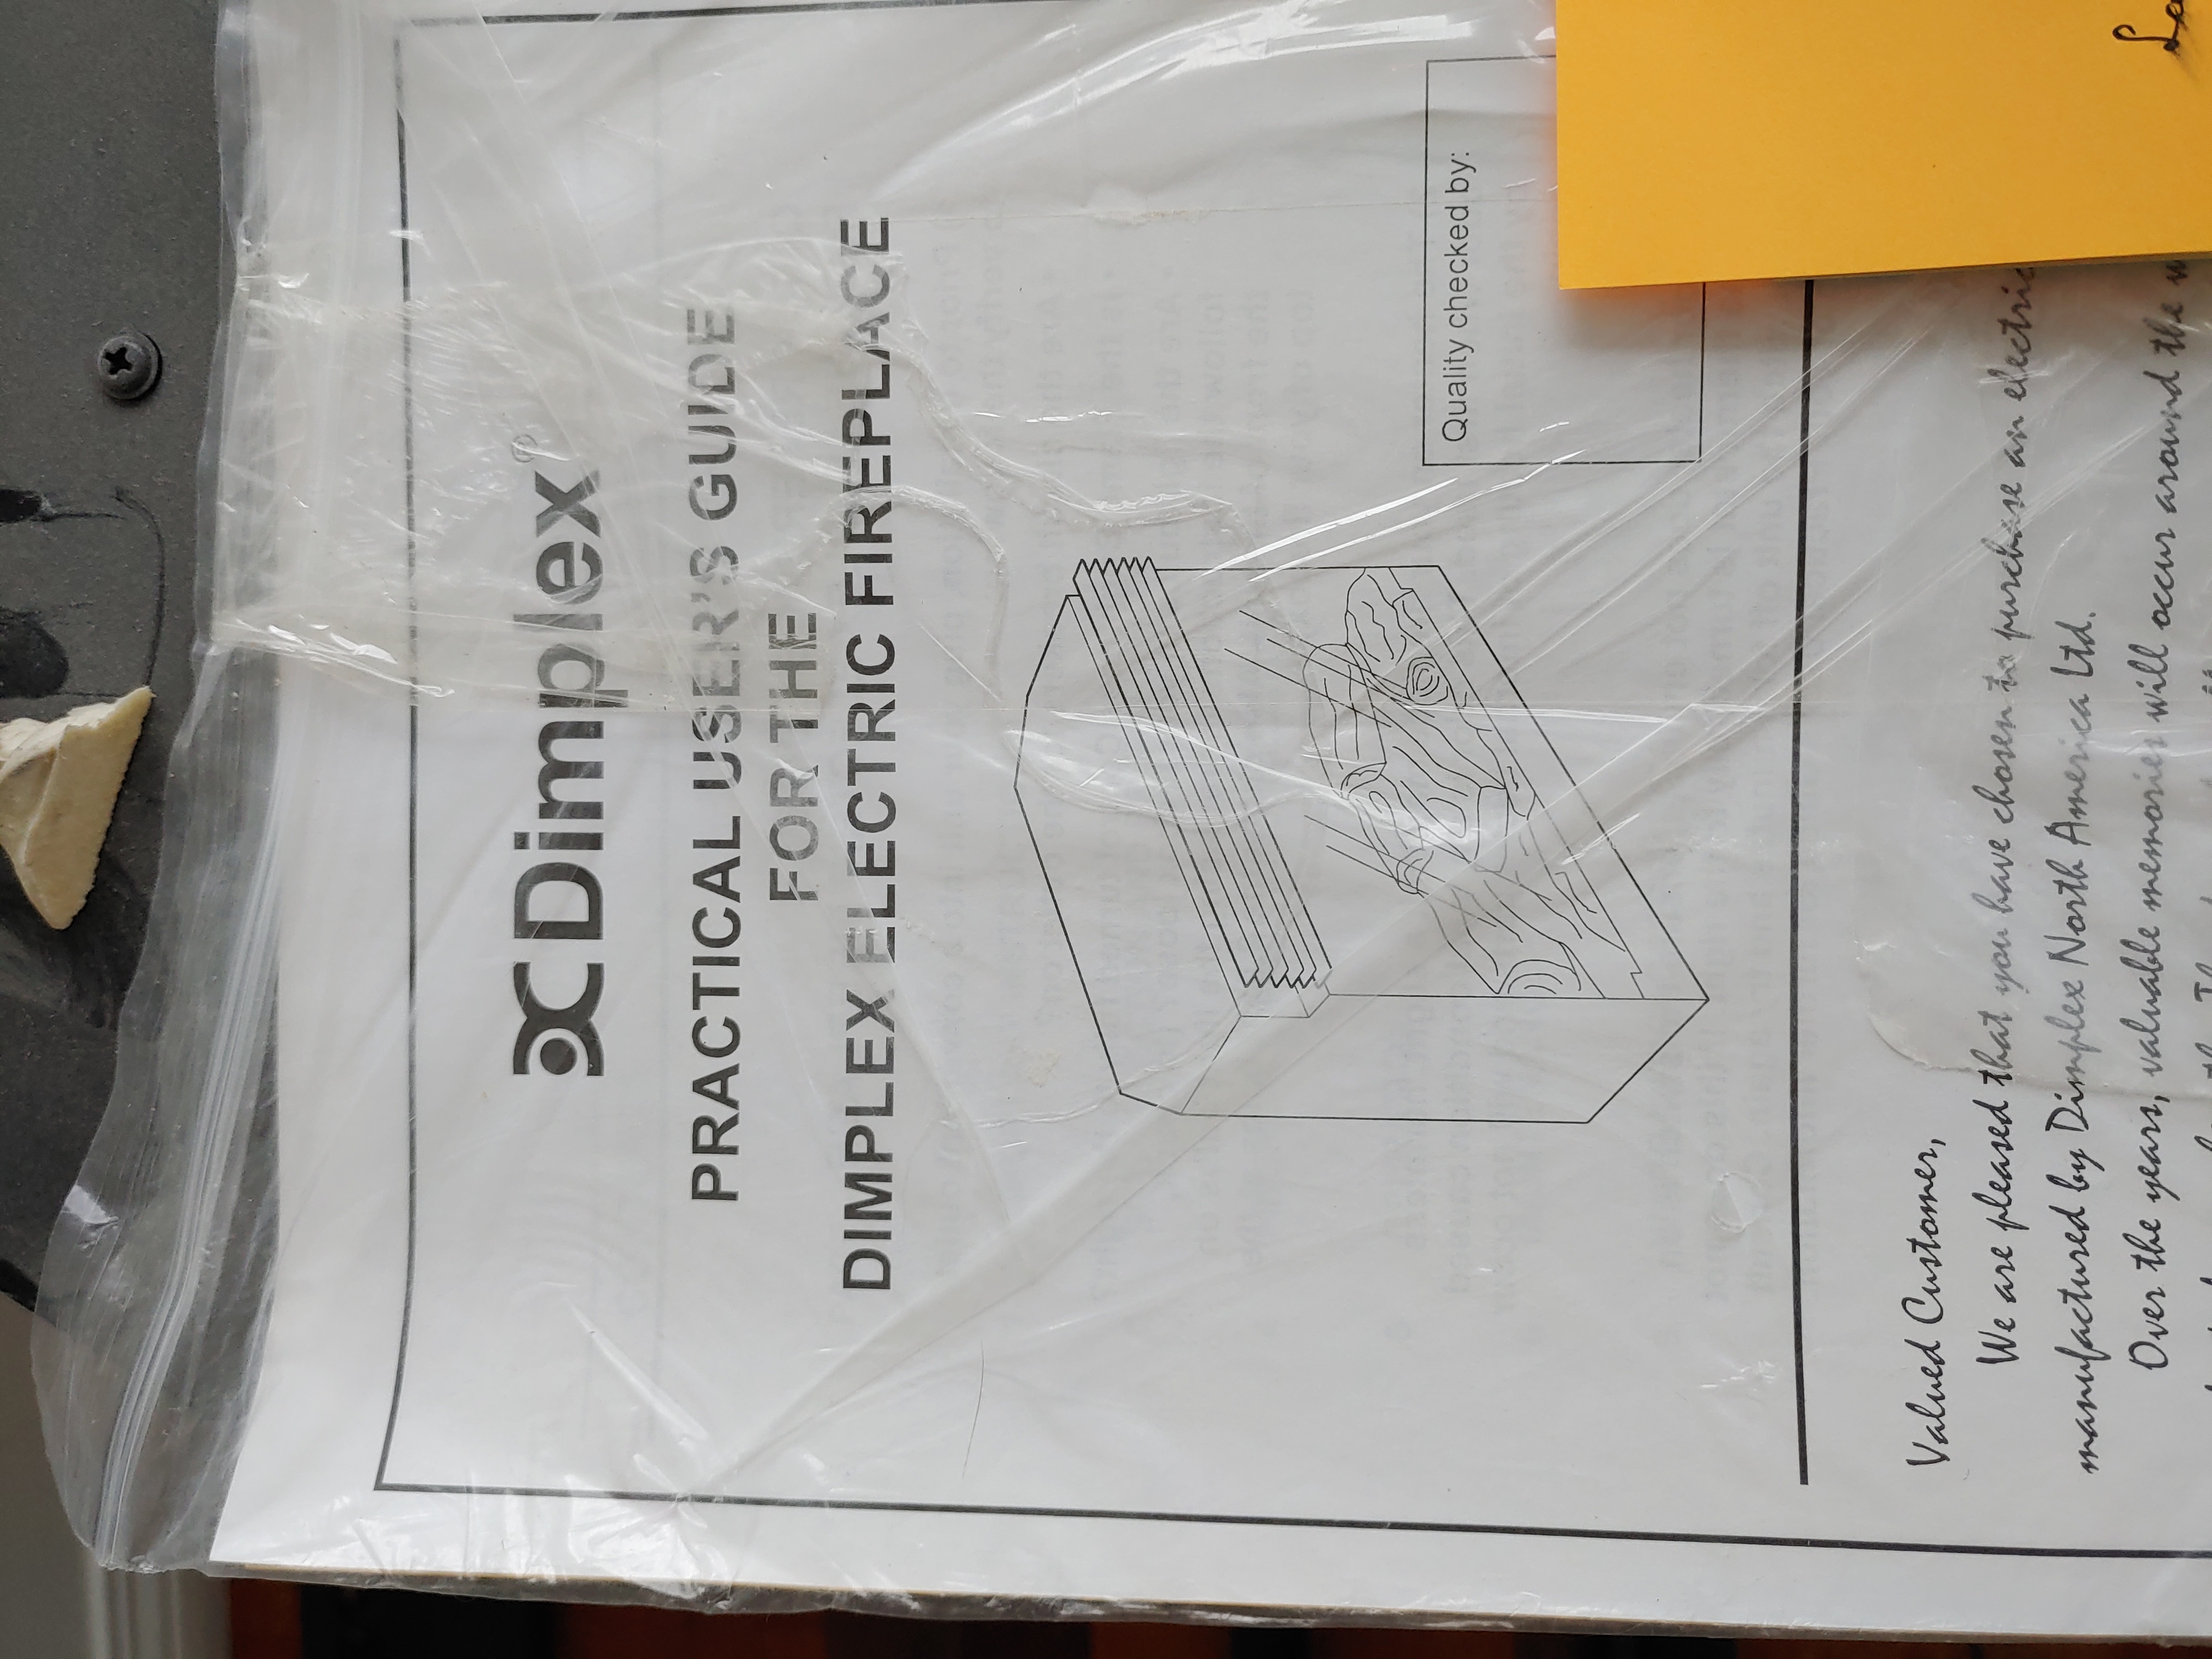 Dimplex®
PRACTICAL USER'S GUIDE
FOR THE
DIMPLEX ELECTRIC FIREPLACE
Quality checked by:
Valued Customer,
We are pleased that you have chosen to purchase an electric
manufactured by Dimplex North America Ltd.
Over the years, valuable memories will occur around the